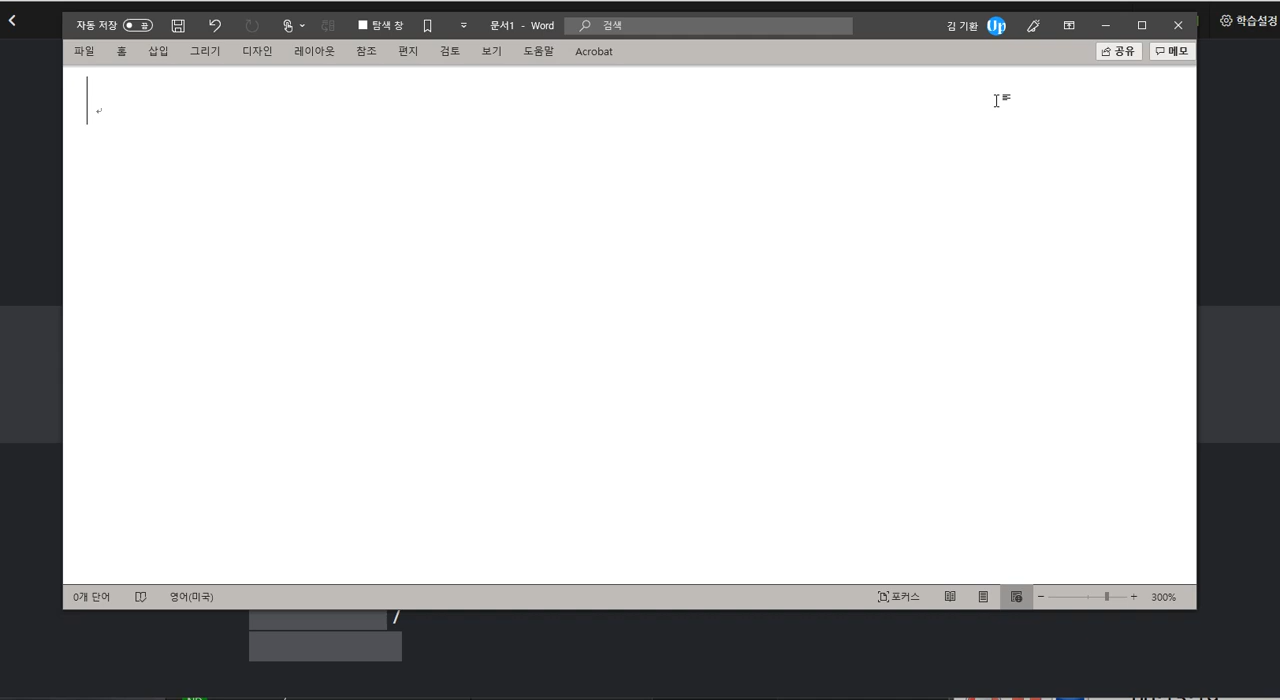 자동 저장 끔 탐색 창 문서1 - Word 검색 김 기환 Up 학습설정
파일 홈 삽입 그리기 디자인 레이아웃 참조 편지 검토 보기 도움말 Acrobat 공유 메모
0개 단어 영어(미국) 포커스 300%
/